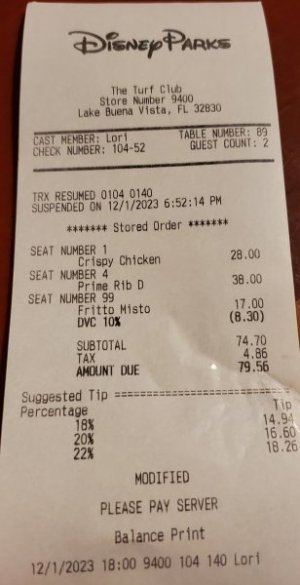 Disney Parks
The Turf Club
Store Number 9400
Lake Buena Vista, FL 32830
CAST MEMBER: Lori TABLE NUMBER: 89
CHECK NUMBER: 104-52 GUEST COUNT: 2
TRX RESUMED 0104 0140
SUSPENDED ON 12/1/2023 6:52:14 PM
******* Stored Order *******
SEAT NUMBER 1
Crispy Chicken 28.00
SEAT NUMBER 4
Prime Rib D 38.00
SEAT NUMBER 99
Fritto Misto 17.00
DVC 10% (8.30)
SUBTOTAL 74.70
TAX 4.86
AMOUNT DUE 79.56
Suggested Tip ==========================
Percentage Tip
18% 14.94
20% 16.60
22% 18.26
MODIFIED
PLEASE PAY SERVER
Balance Print
12/1/2023 18:00 9400 104 140 Lori